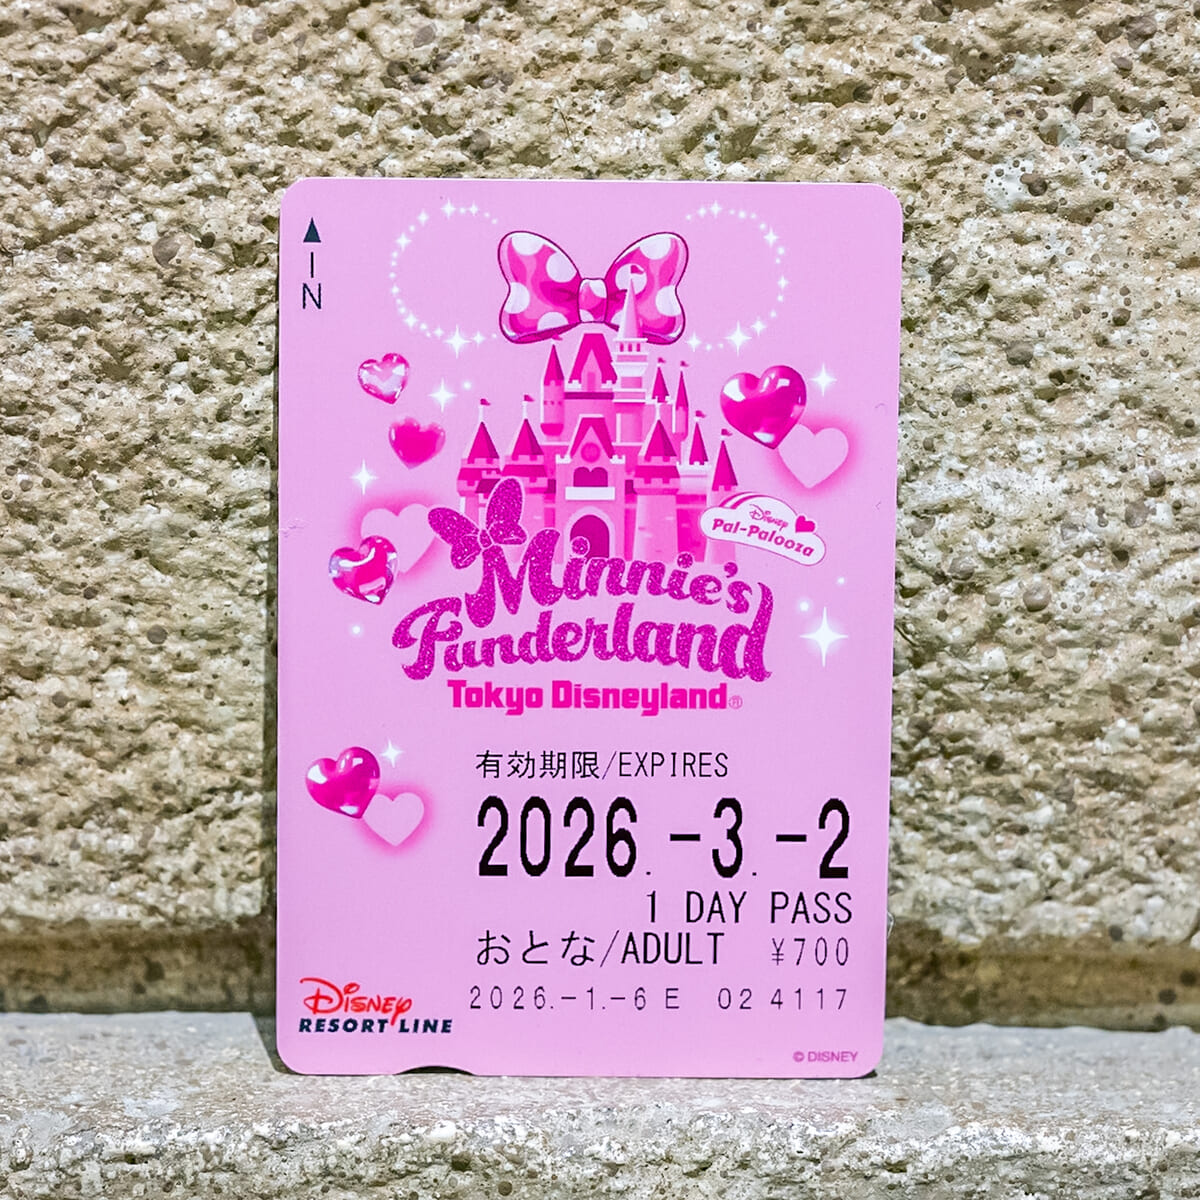 IN
Disney
Pal-Palooza
Minnie's
Funderland
Tokyo Disneyland®
有効期限/EXPIRES
2026.-3.-2
1 DAY PASS
おとな/ADULT ¥700
2026.-1.-6 E 02 4117
DISNEY
RESORT LINE
© DISNEY